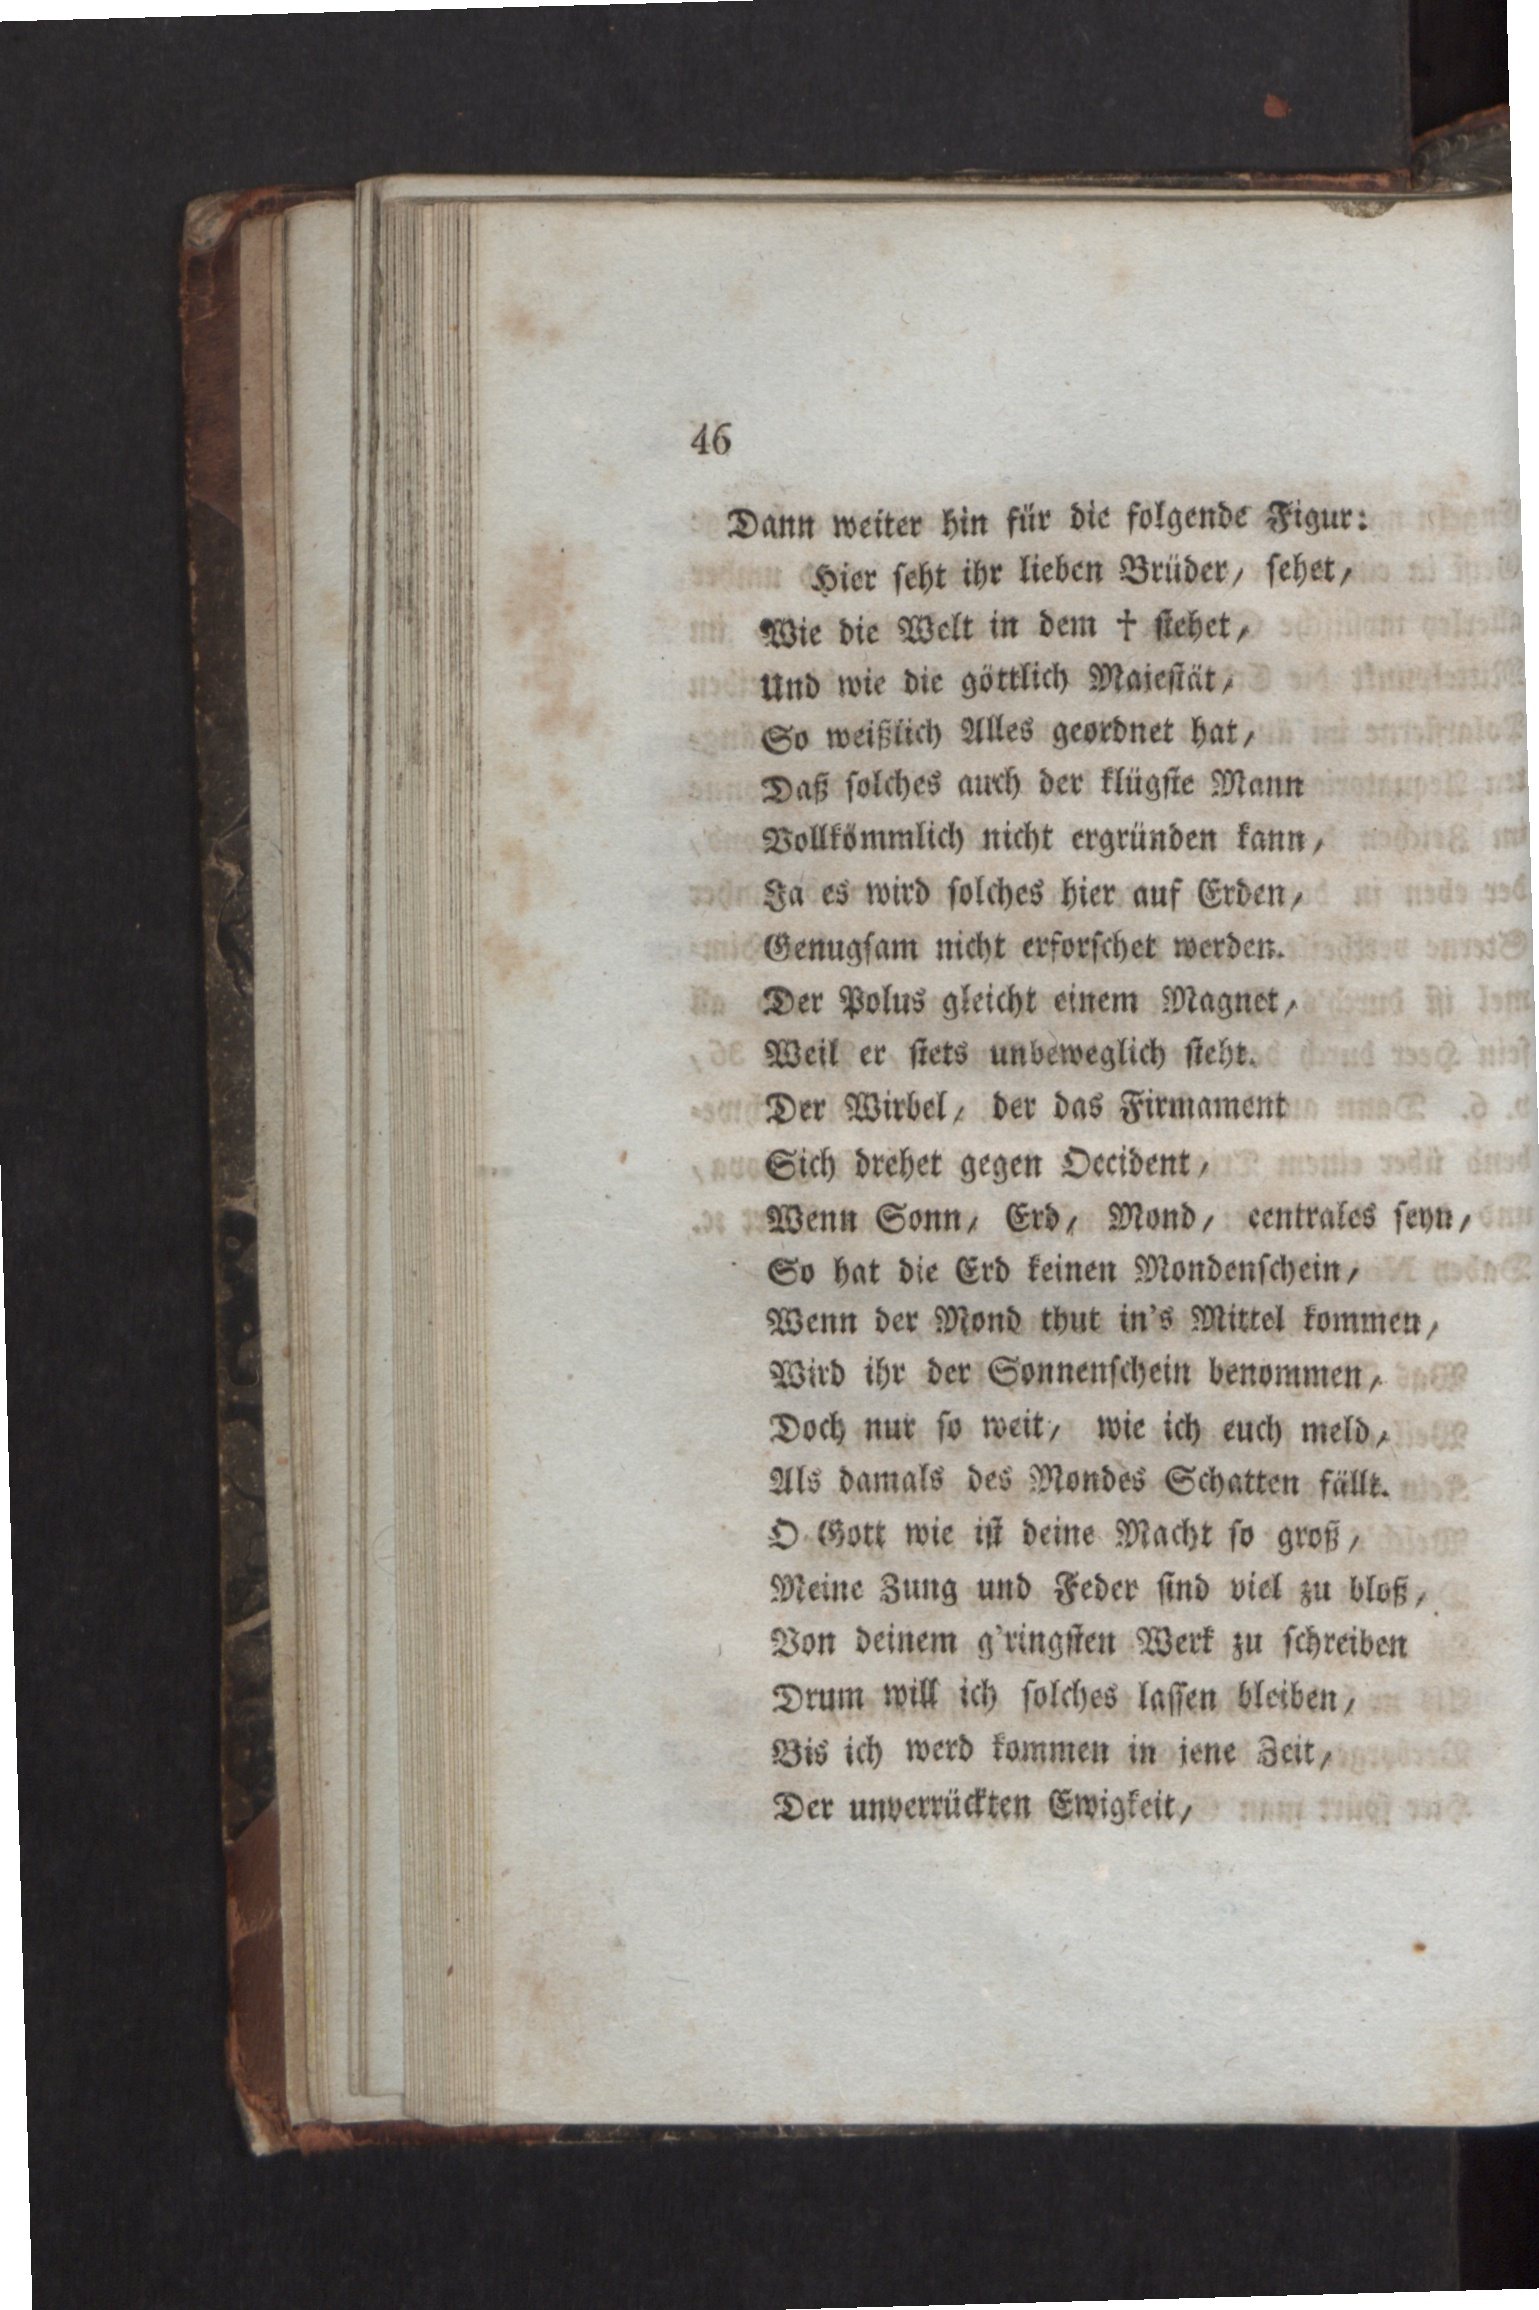 46
Dann weiter hin für die folgende Figur:
Hier seht ihr lieben Brüder, sehet,
Wie die Welt in dem † stehet,
Und wie die göttlich Majestät,
So weißlich Alles geordnet hat,
Daß solches auch der klügste Mann
Vollkömmlich nicht ergründen kann,
Ja es wird solches hier auf Erden,
Genugsam nicht erforschet werden.
Der Polus gleicht einem Magnet,
Weil er stets unbeweglich steht.
Der Wirbel, der das Firmament
Sich drehet gegen Occident,
Wenn Sonn, Erd, Mond, centrales seyn,
So hat die Erd keinen Mondenschein,
Wenn der Mond thut in's Mittel kommen,
Wird ihr der Sonnenschein benommen,
Doch nur so weit, wie ich euch meld,
Als damals des Mondes Schatten fällt.
O Gott wie ist deine Macht so groß,
Meine Zung und Feder sind viel zu bloß,
Von deinem g'ringsten Werk zu schreiben
Drum will ich solches lassen bleiben,
Bis ich werd kommen in jene Zeit,
Der unverrückten Ewigkeit,